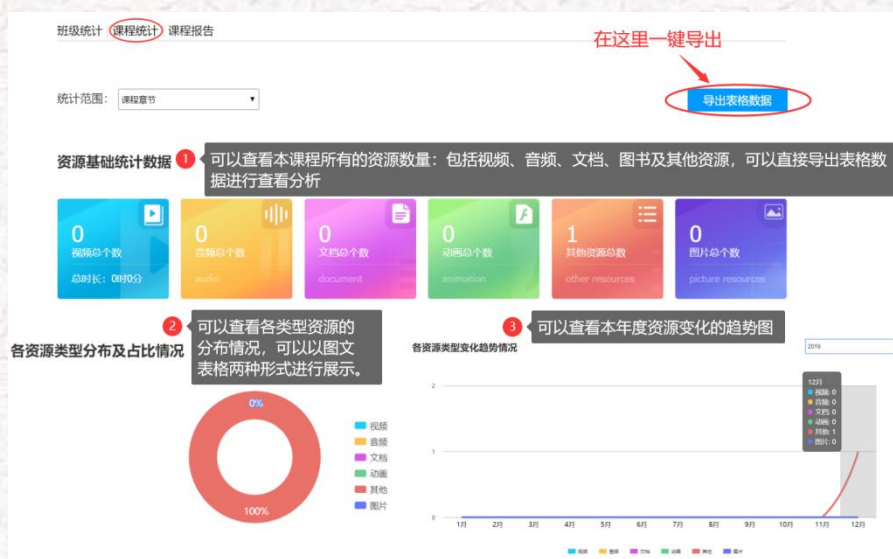 班级统计 课程统计 课程报告
在这里一键导出
统计范围： 课程章节
导出表格数据
资源基础统计数据
1 可以查看本课程所有的资源数量：包括视频、音频、文档、图书及其他资源，可以直接导出表格数
据进行查看分析
0
视频总个数
总时长：0时0分
0
音频总个数
audio
0
文档总个数
document
0
动画总个数
animation
1
其他资源总数
other resources
0
图片总个数
picture resources
各资源类型分布及占比情况
2 可以查看各类型资源的
分布情况，可以以图文
表格两种形式进行展示。
0%
100%
视频
音频
文档
动画
其他
图片
3 可以查看本年度资源变化的趋势图
各资源类型变化趋势情况
2019
2
1
0
12月
视频: 0
音频: 0
文档: 0
动画: 0
其他: 1
图片: 0
1月 2月 3月 4月 5月 6月 7月 8月 9月 10月 11月 12月
视频 音频 文档 动画 其他 图片